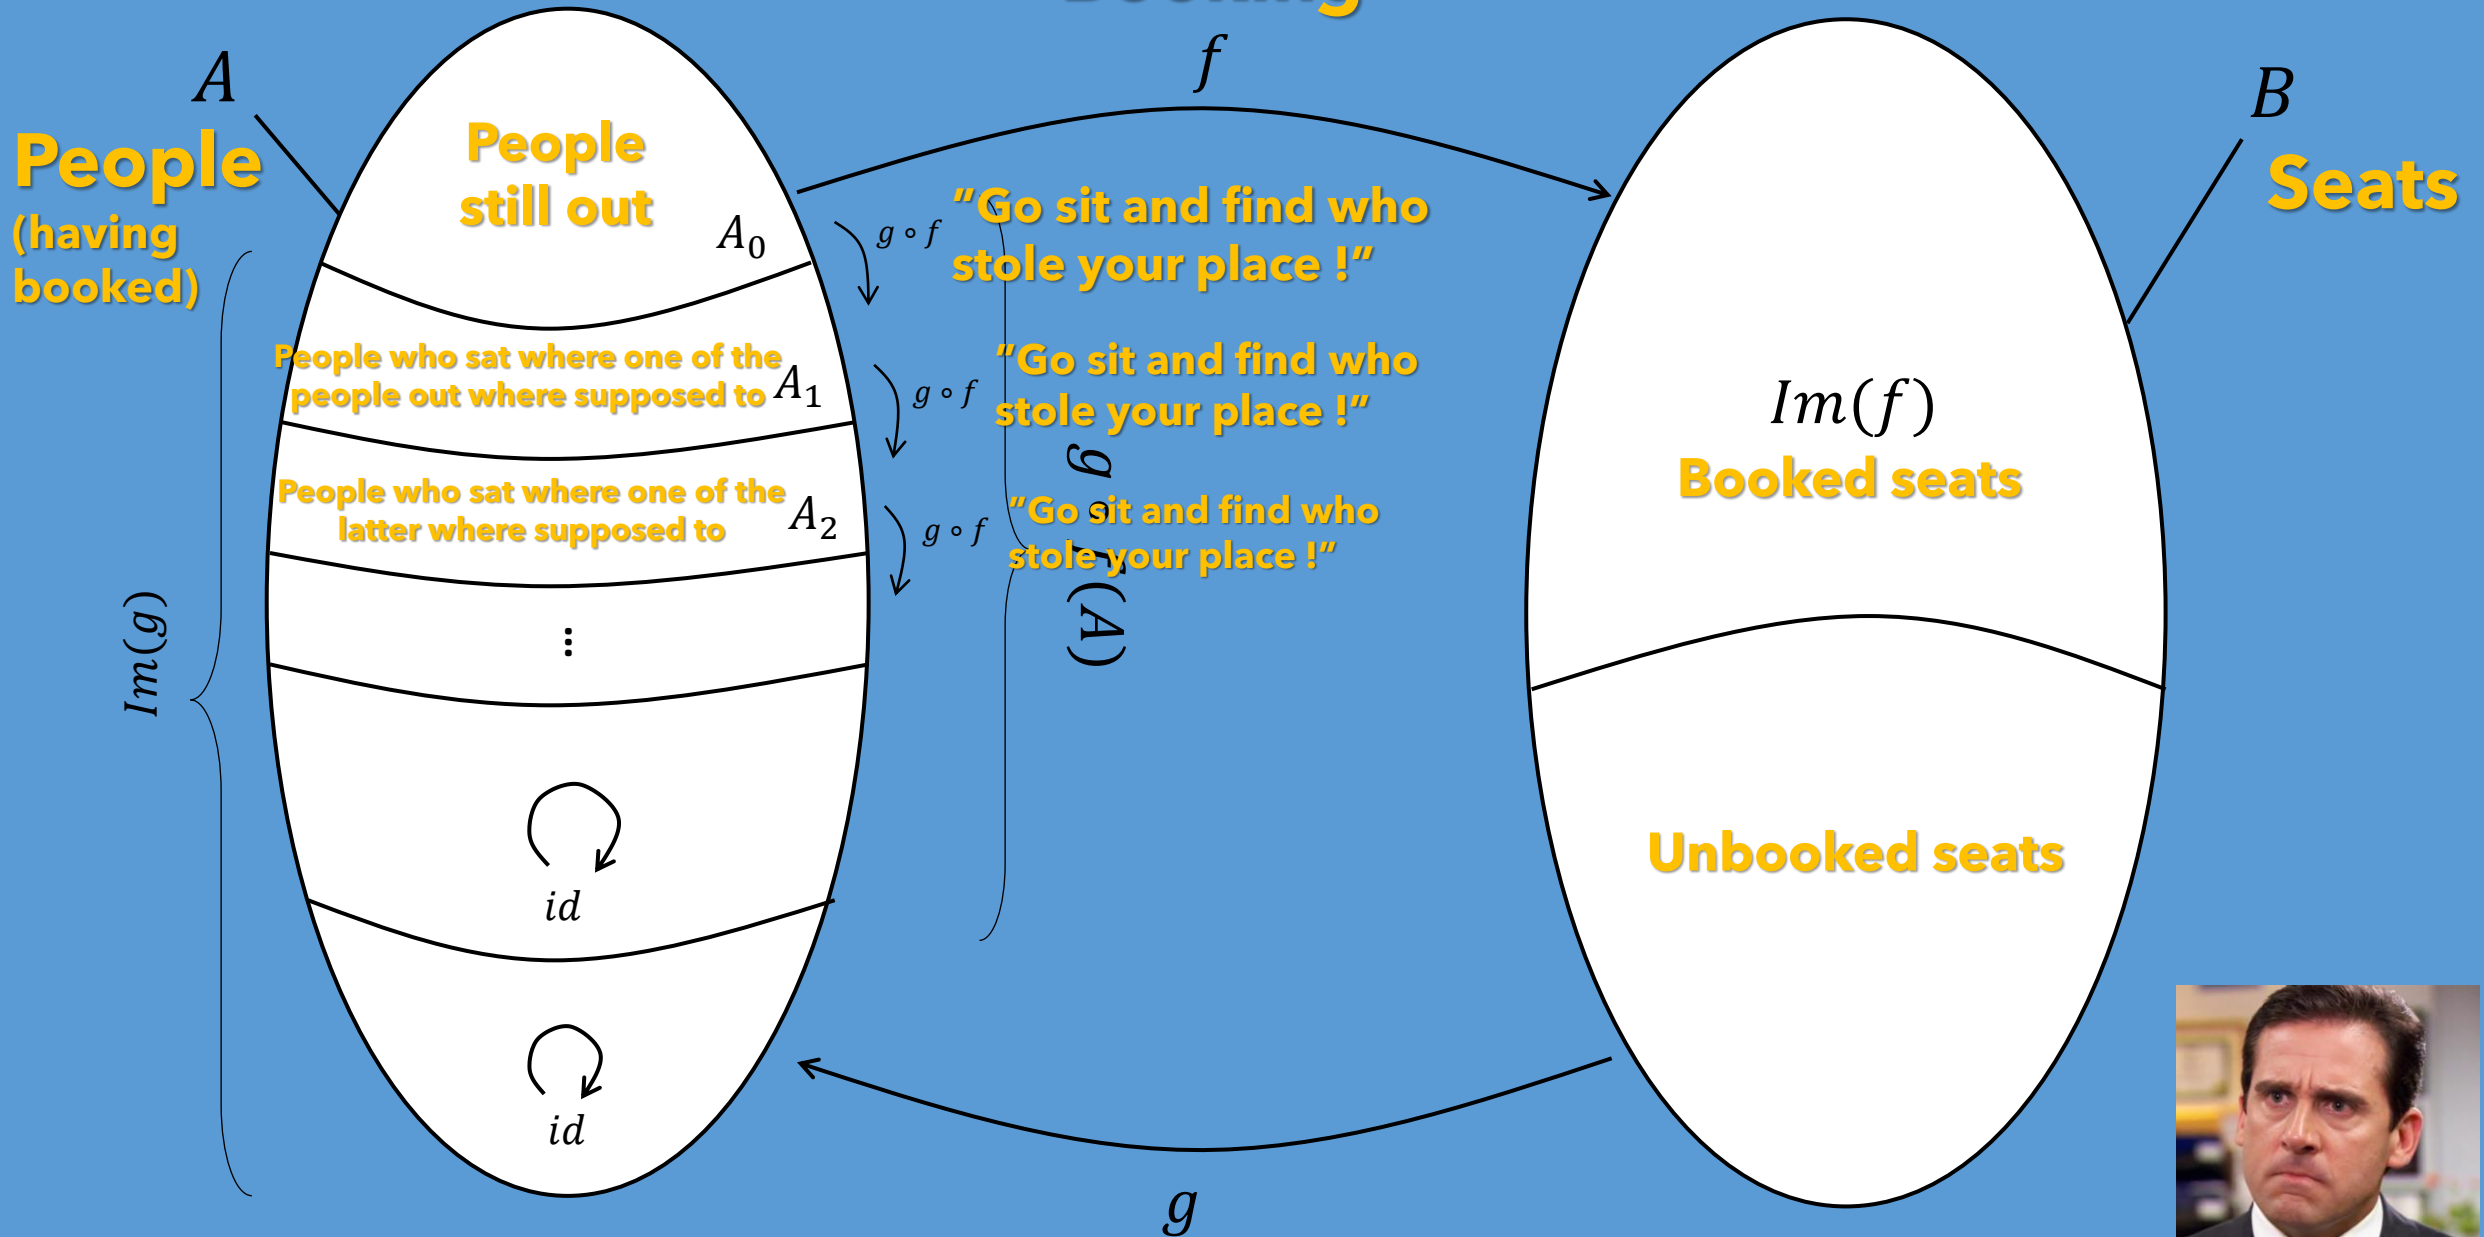 Booking
f
A
B
People
(having
booked)
Seats
People
still out
A₀
g ∘ f
"Go sit and find who
stole your place !"
People who sat where one of the
people out where supposed to
A₁
g ∘ f
"Go sit and find who
stole your place !"
People who sat where one of the
latter where supposed to
A₂
g ∘ f
"Go sit and find who
stole your place !"
g ∘ f(A)
Im(f)
Booked seats
Im(g)
⋮
Unbooked seats
id
id
g